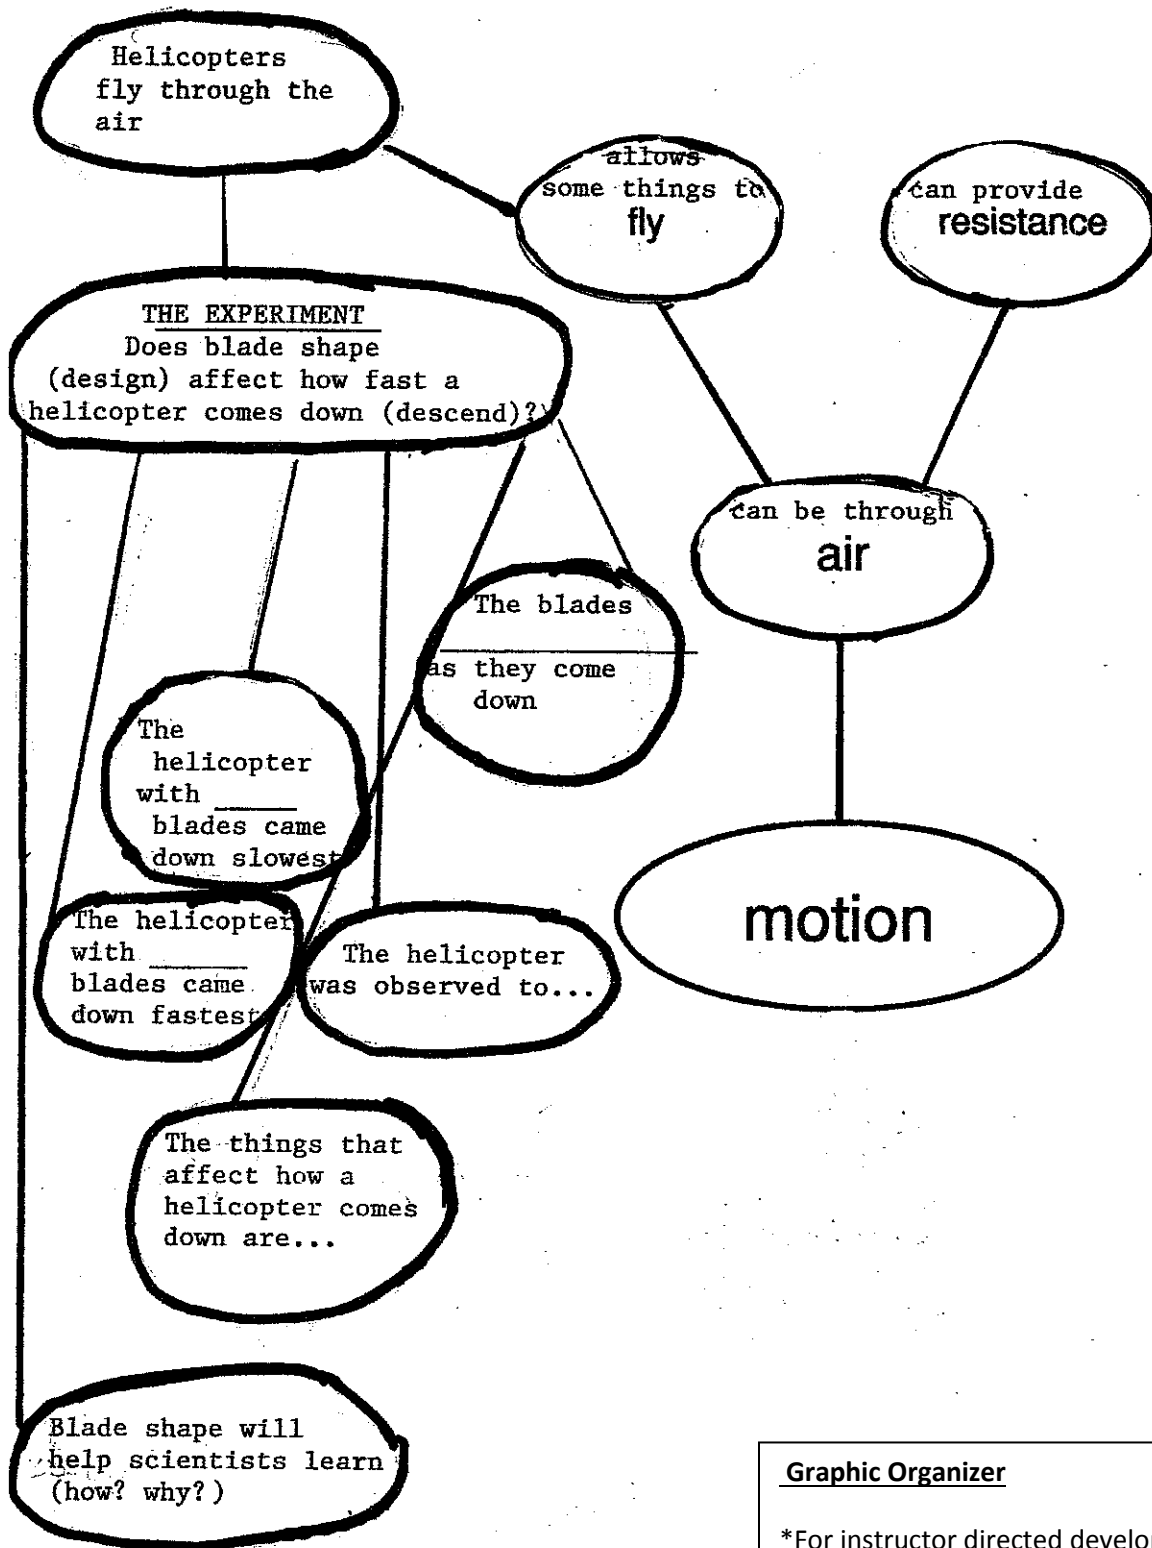 Helicopters
fly through the
air
allows
some things to
fly
can provide
resistance
THE EXPERIMENT
Does blade shape
(design) affect how fast a
helicopter comes down (descend)?
can be through
air
The blades
as they come
down
The
helicopter
with ______
blades came
down slowest
motion
The helicopter
with ______
blades came
down fastest
The helicopter
was observed to...
The things that
affect how a
helicopter comes
down are...
Blade shape will
help scientists learn
(how? why?)
Graphic Organizer
*For instructor directed develop